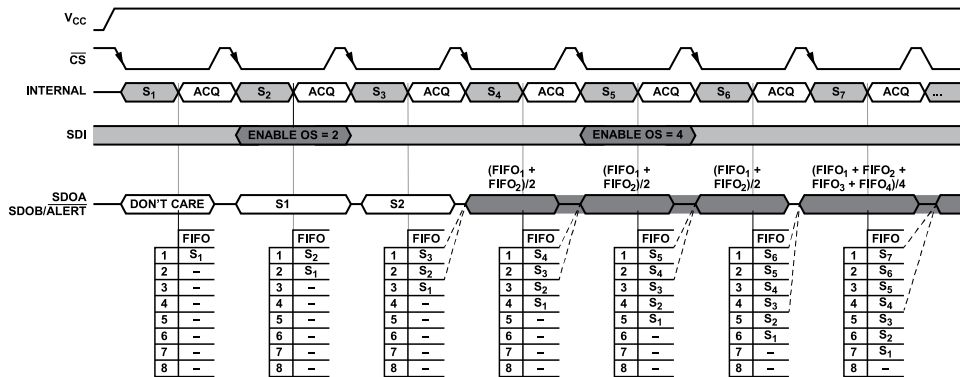 VCC
CS
INTERNAL S1 ACQ S2 ACQ S3 ACQ S4 ACQ S5 ACQ S6 ACQ S7 ACQ ...
SDI ENABLE OS = 2 ENABLE OS = 4
(FIFO1 + FIFO2)/2 (FIFO1 + FIFO2)/2 (FIFO1 + FIFO2)/2 (FIFO1 + FIFO2 + FIFO3 + FIFO4)/4
SDOA
SDOB/ALERT DON'T CARE S1 S2
FIFO FIFO FIFO FIFO FIFO FIFO FIFO
1 S1 1 S2 1 S3 1 S4 1 S5 1 S6 1 S7
2 – 2 S1 2 S2 2 S3 2 S4 2 S5 2 S6
3 – 3 – 3 S1 3 S2 3 S3 3 S4 3 S5
4 – 4 – 4 – 4 S1 4 S2 4 S3 4 S4
5 – 5 – 5 – 5 – 5 S1 5 S2 5 S3
6 – 6 – 6 – 6 – 6 – 6 S1 6 S2
7 – 7 – 7 – 7 – 7 – 7 – 7 S1
8 – 8 – 8 – 8 – 8 – 8 – 8 –